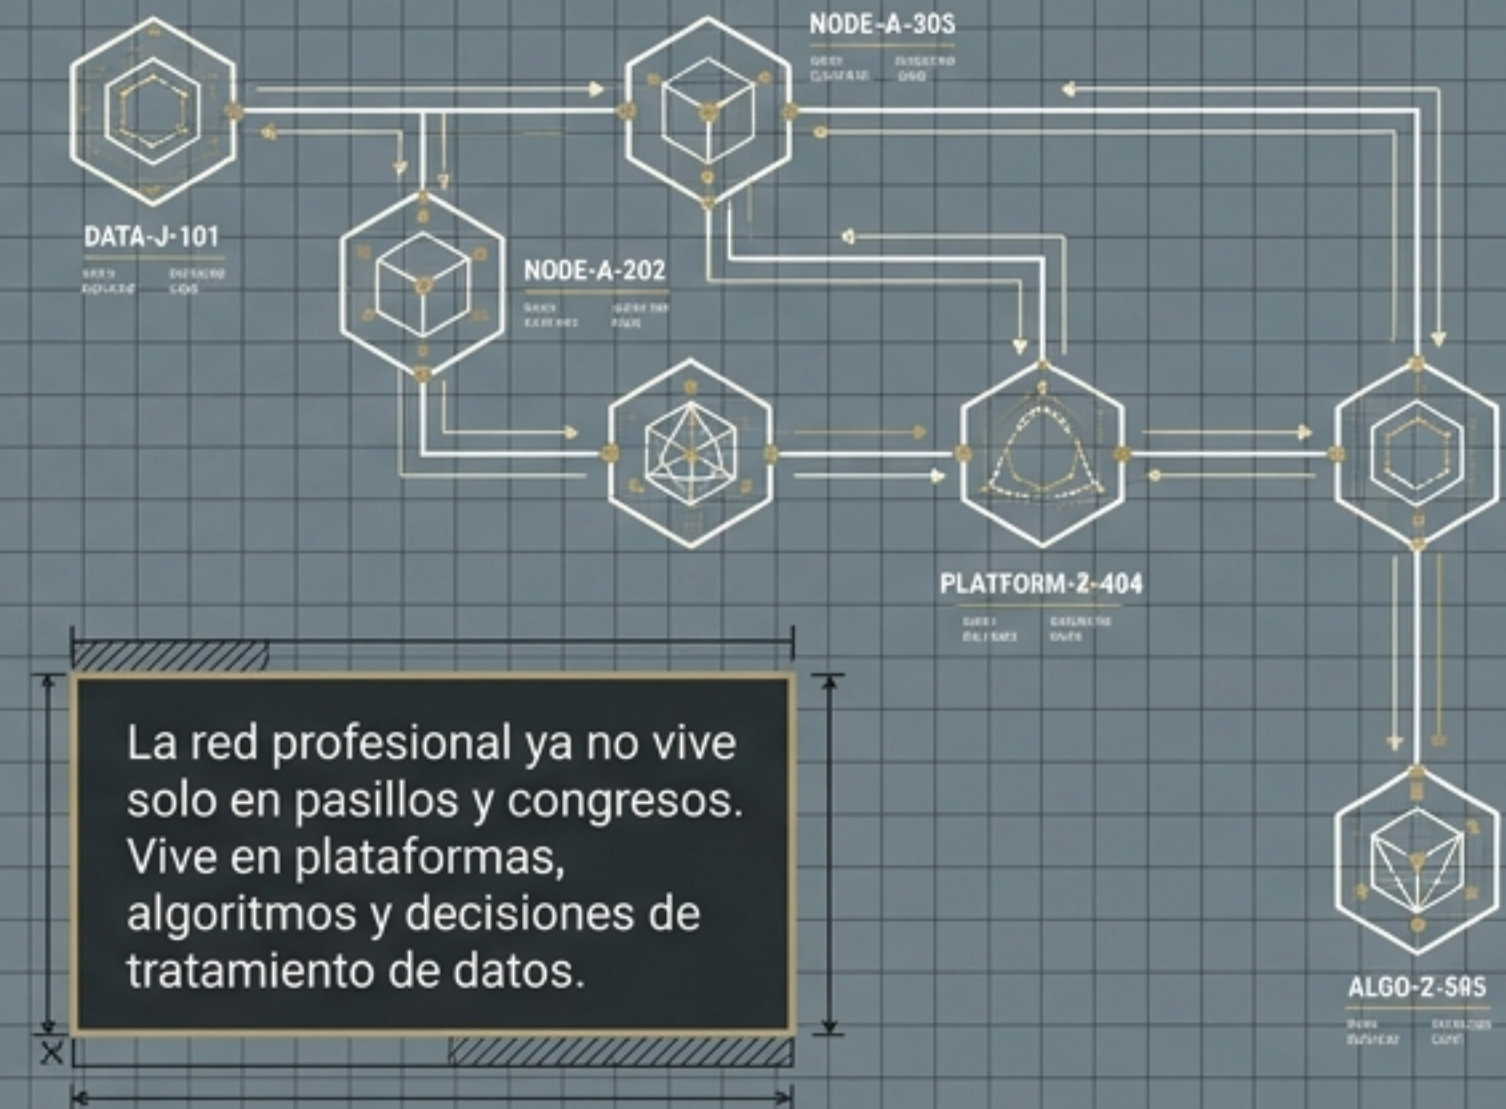 NODE-A-30S
DATA-J-101
NODE-A-202
PLATFORM-2-404
La red profesional ya no vive
solo en pasillos y congresos.
Vive en plataformas,
algoritmos y decisiones de
tratamiento de datos.
X
ALGO-2-S9S